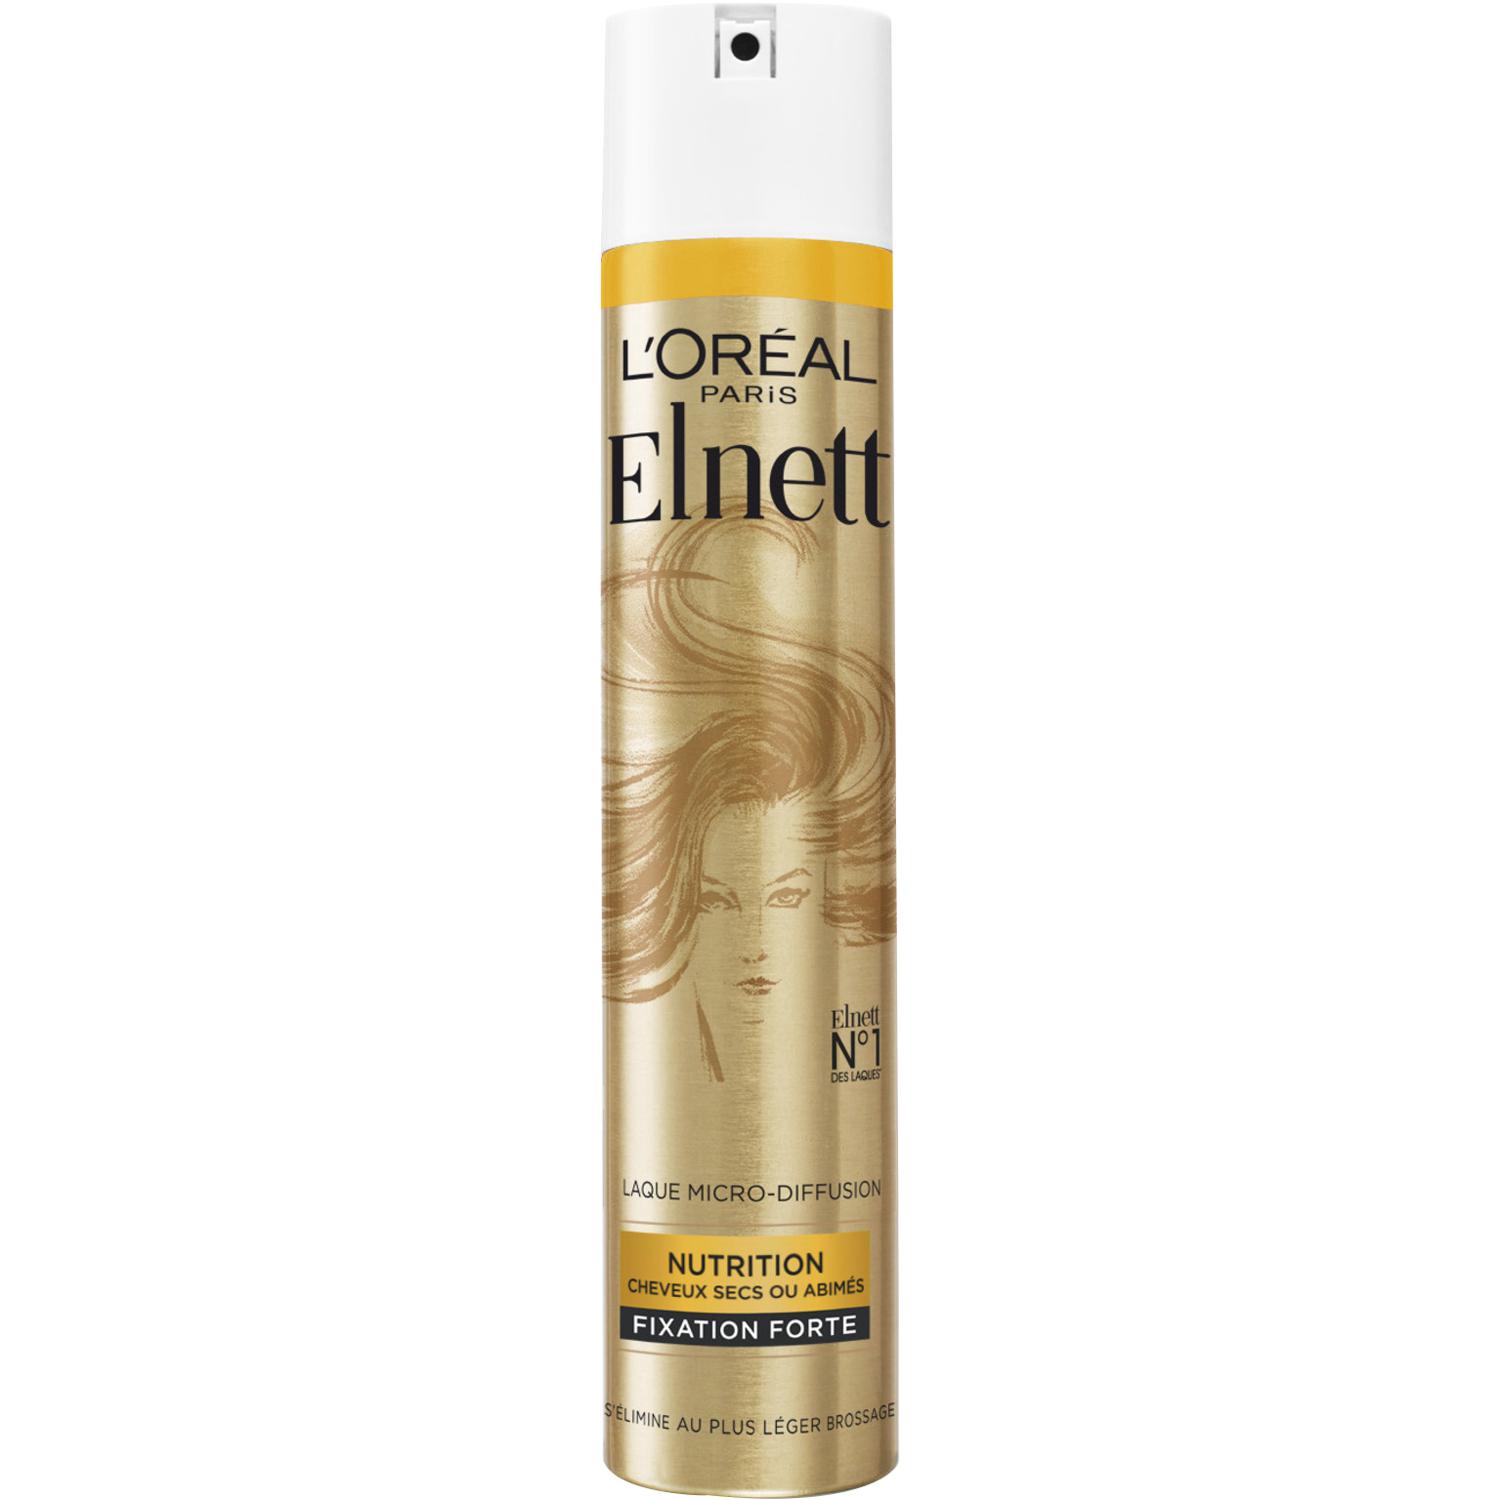 L'ORÉAL
PARiS
Elnett
Elnett
N°1
DES LAQUES*
LAQUE MICRO-DIFFUSION
NUTRITION
CHEVEUX SECS OU ABIMÉS
FIXATION FORTE
S'ÉLIMINE AU PLUS LÉGER BROSSAGE